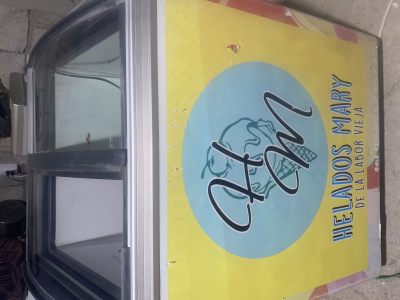 HM
HELADOS MARY
DE LA LABOR VIEJA